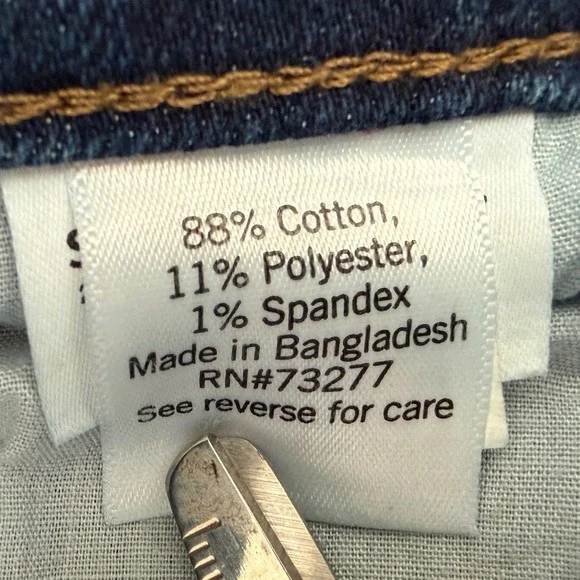 88% Cotton,
11% Polyester,
1% Spandex
Made in Bangladesh
RN#73277
See reverse for care